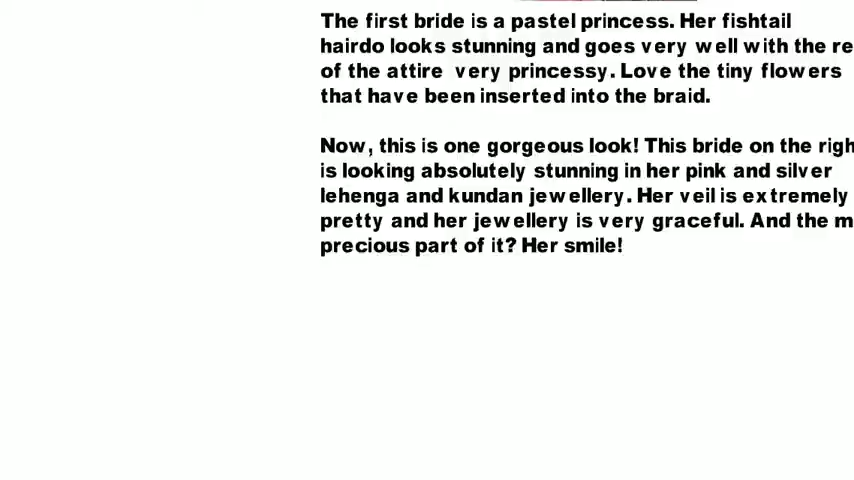 The first bride is a pastel princess. Her fishtail
hairdo looks stunning and goes very well with the re
of the attire very princessy. Love the tiny flowers
that have been inserted into the braid.
Now, this is one gorgeous look! This bride on the righ
is looking absolutely stunning in her pink and silver
lehenga and kundan jewellery. Her veil is extremely
pretty and her jewellery is very graceful. And the m
precious part of it? Her smile!